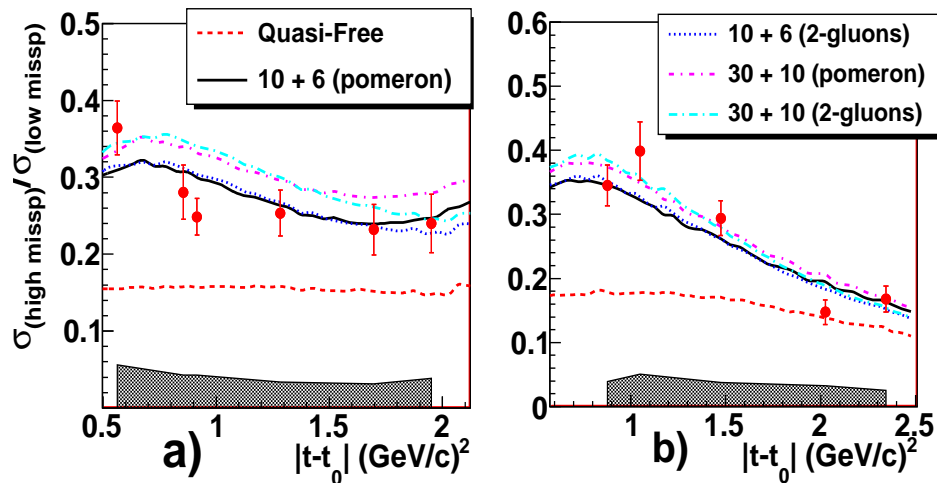 σ(high missp)/σ(low missp)
0.5
0.4
0.3
0.2
0.1
Quasi-Free
10 + 6 (pomeron)
0.5
1
1.5
2
a)
|t-t0| (GeV/c)2
0.6
0.5
0.4
0.3
0.2
0.1
0
10 + 6 (2-gluons)
30 + 10 (pomeron)
30 + 10 (2-gluons)
1
1.5
2
2.5
b)
|t-t0| (GeV/c)2